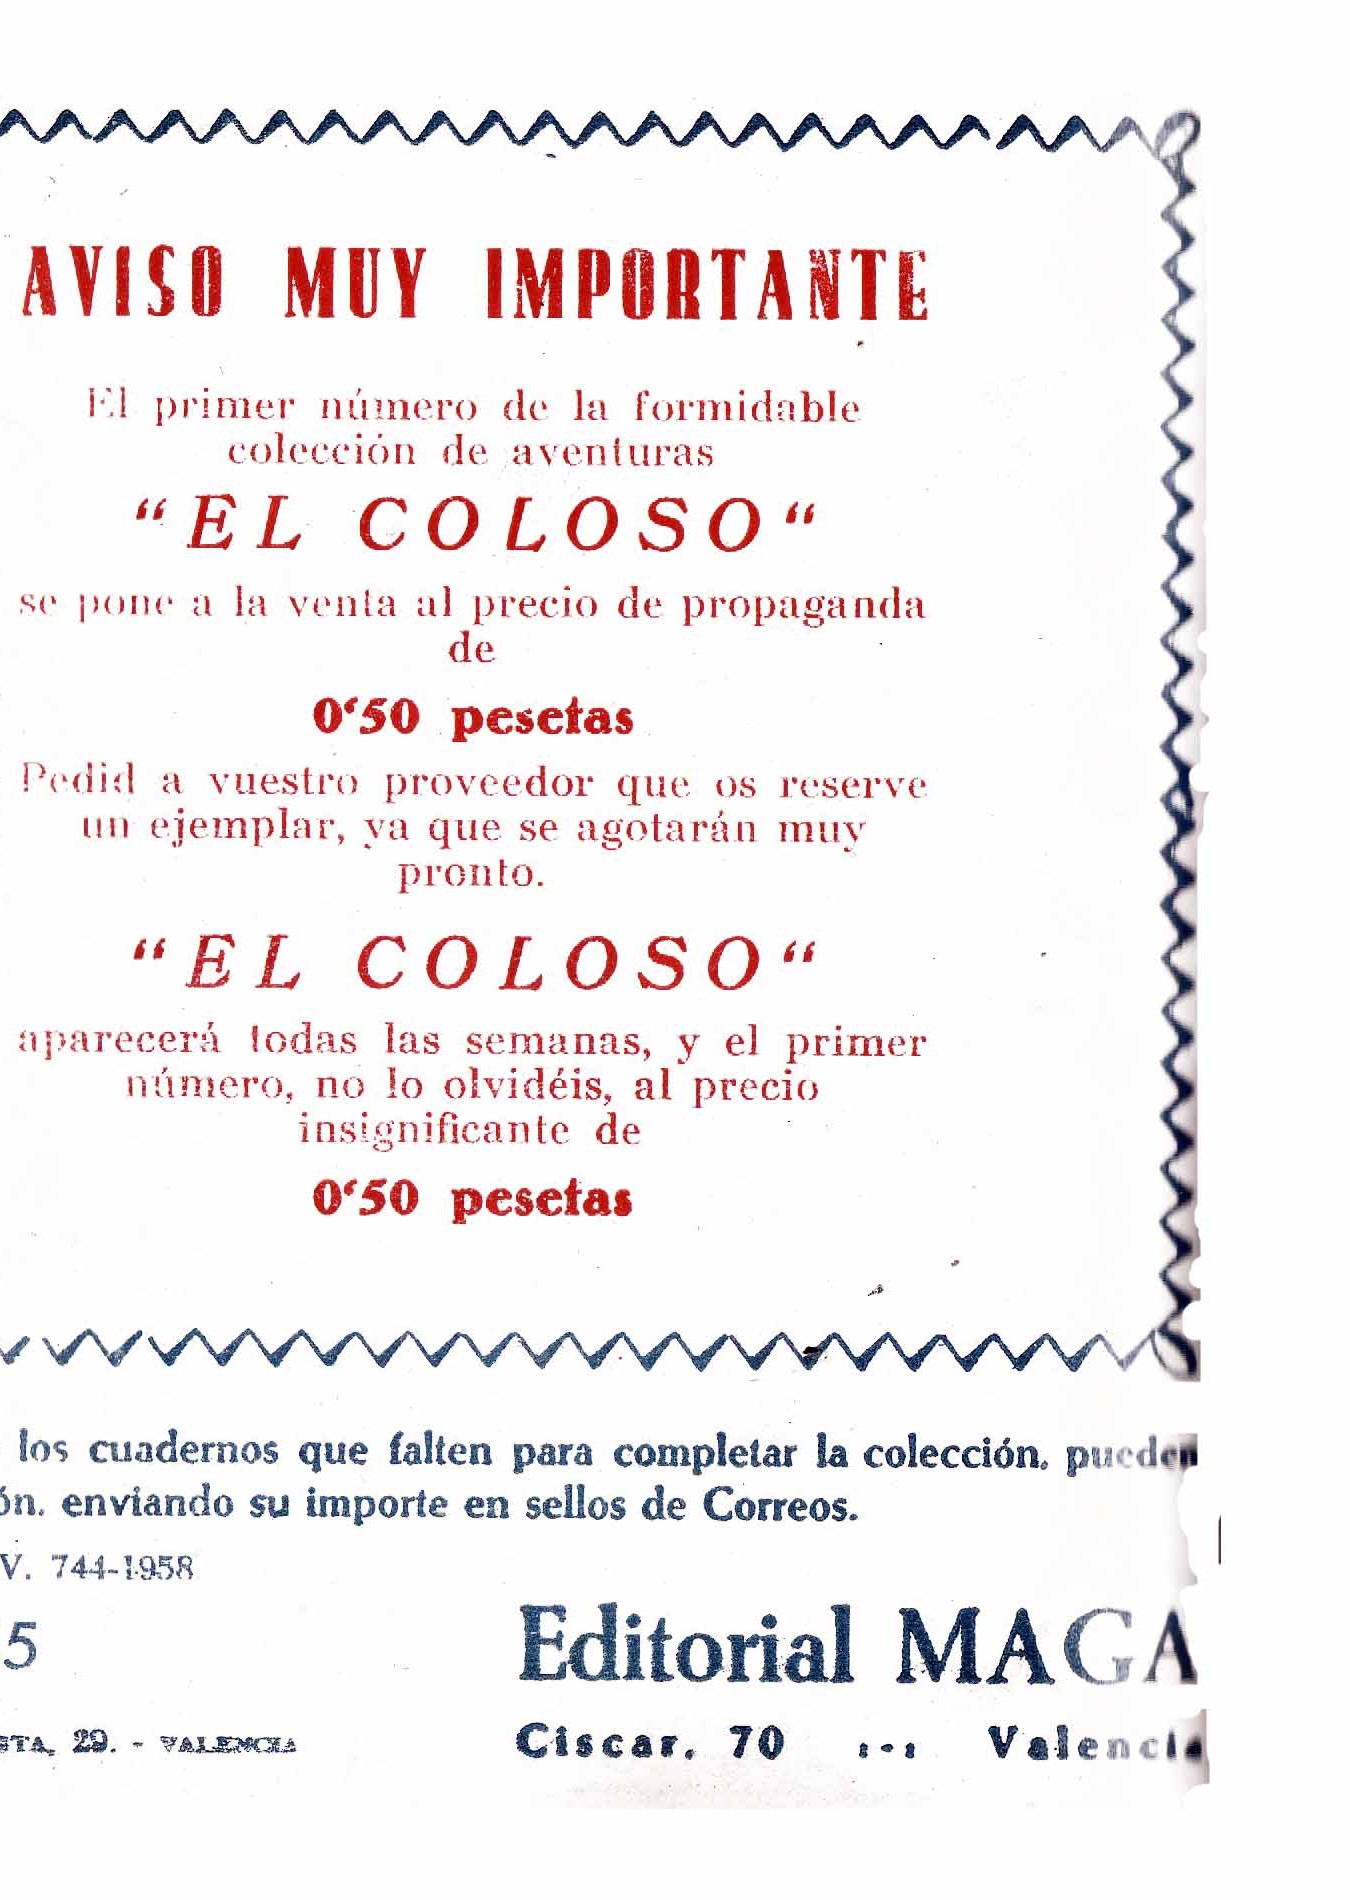 AVISO MUY IMPORTANTE
El primer número de la formidable
colección de aventuras
“EL COLOSO“
se pone a la venta al precio de propaganda
de
0‘50 pesetas
Pedid a vuestro proveedor que os reserve
un ejemplar, ya que se agotarán muy
pronto.
“EL COLOSO“
aparecerá todas las semanas, y el primer
número, no lo olvidéis, al precio
insignificante de
0‘50 pesetas
los cuadernos que falten para completar la colección, pueden
ón. enviando su importe en sellos de Correos.
V. 744-1958
5
Editorial MAGA
STA, 29. - VALENCIA
Ciscar, 70 :-: Valencia